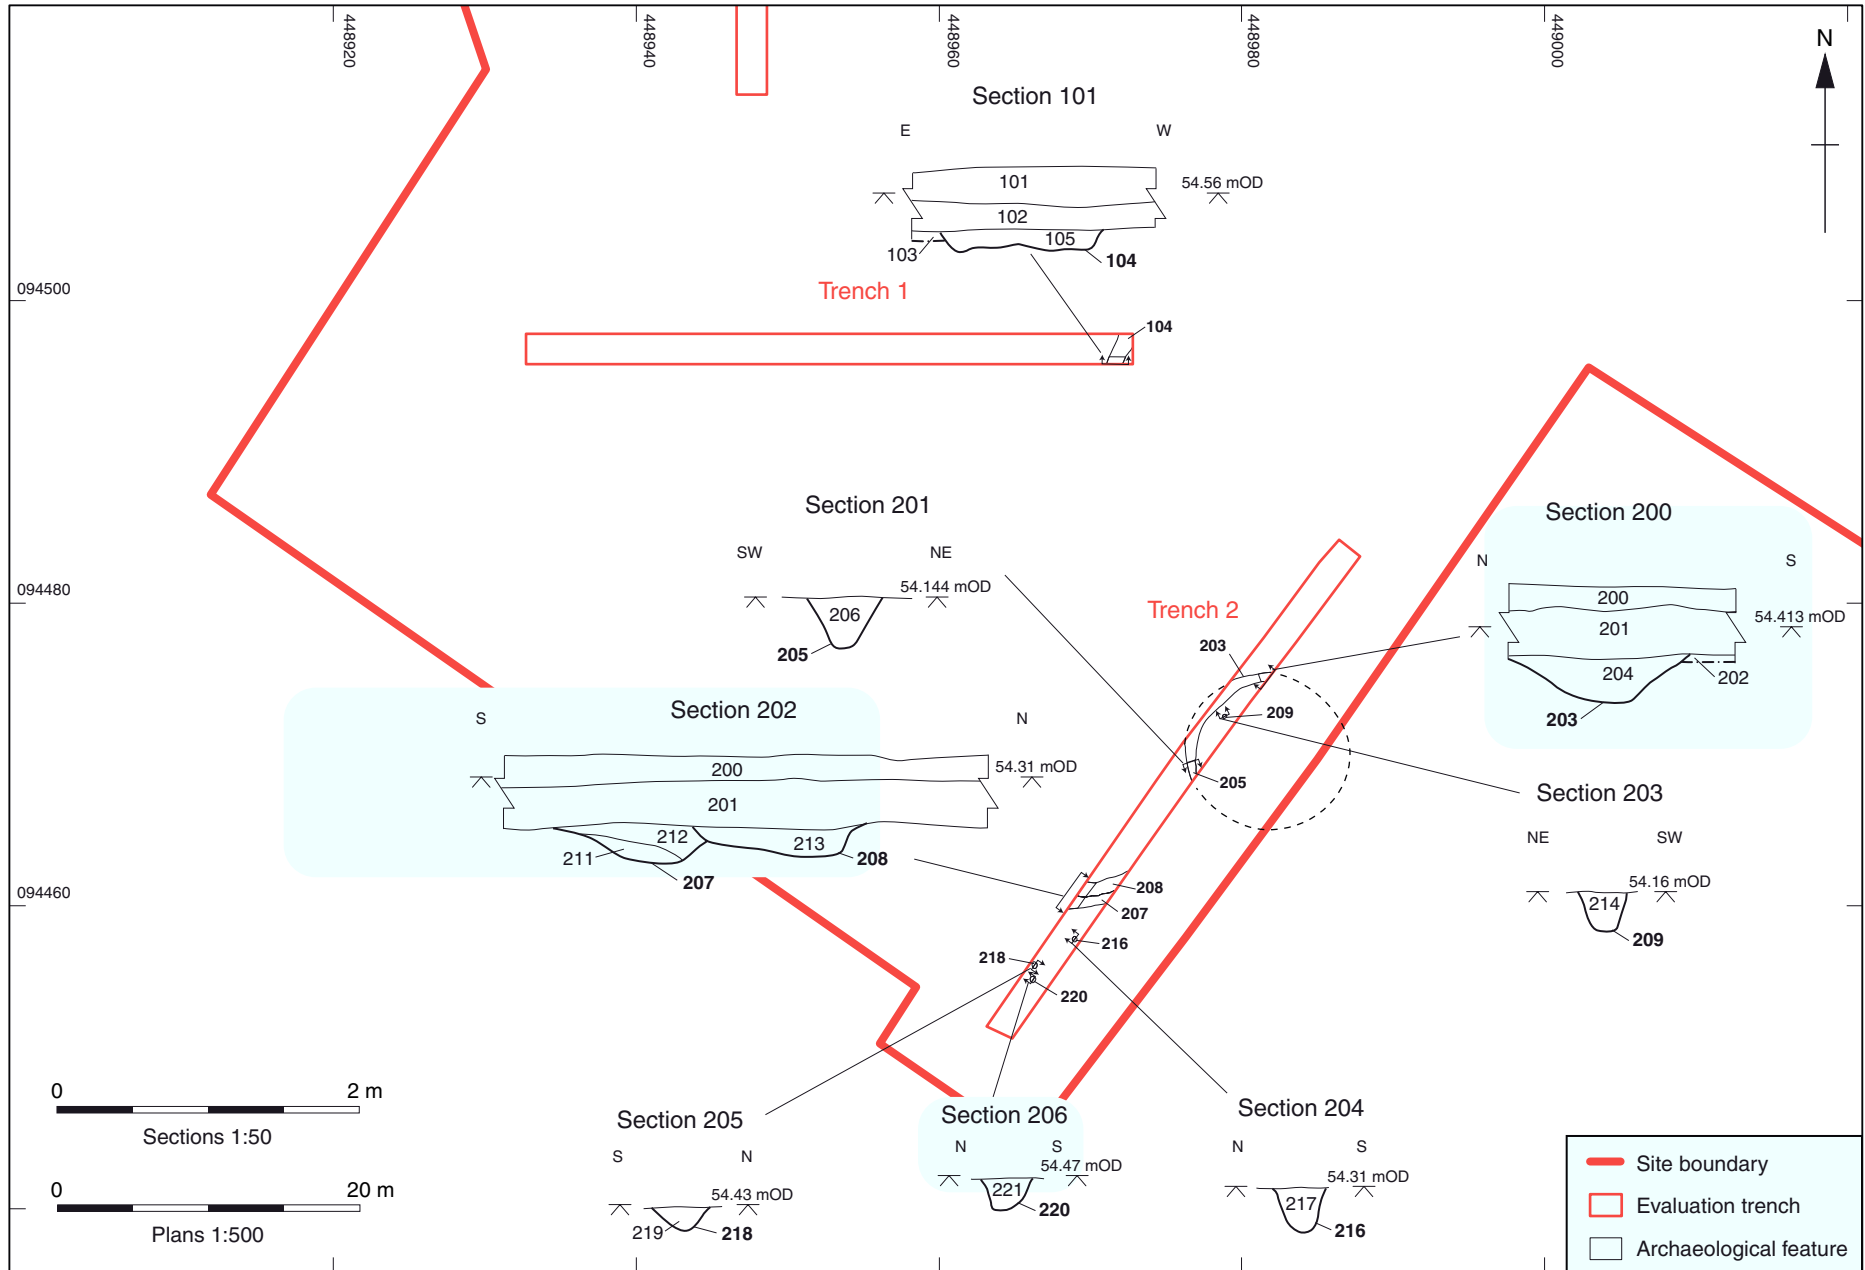 448920
448940
448960
448980
449000
N
Section 101
E
W
101
54.56 mOD
102
105
103
104
094500
Trench 1
104
Section 201
SW
NE
54.144 mOD
206
205
094480
Section 200
N
S
200
54.413 mOD
201
204
202
203
Trench 2
203
209
205
Section 202
S
N
200
54.31 mOD
201
212
213
211
208
207
Section 203
NE
SW
54.16 mOD
214
209
094460
208
207
216
218
220
0
2 m
Sections 1:50
0
20 m
Plans 1:500
Section 205
S
N
54.43 mOD
219
218
Section 206
N
S
54.47 mOD
221
220
Section 204
N
S
54.31 mOD
217
216
Site boundary
Evaluation trench
Archaeological feature